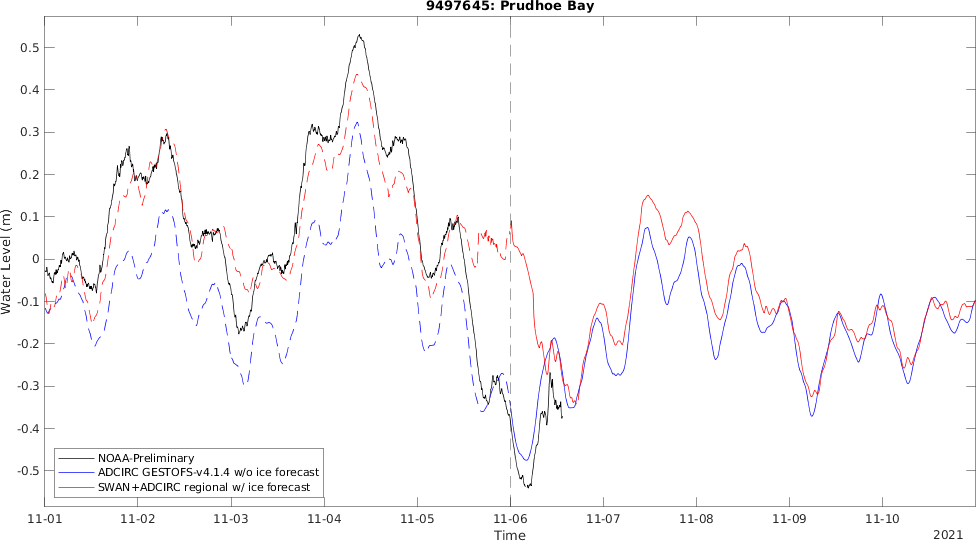 9497645: Prudhoe Bay
Water Level (m)
0.5
0.4
0.3
0.2
0.1
0
-0.1
-0.2
-0.3
-0.4
-0.5
NOAA-Preliminary
ADCIRC GESTOFS-v4.1.4 w/o ice forecast
SWAN+ADCIRC regional w/ ice forecast
11-01 11-02 11-03 11-04 11-05 11-06 11-07 11-08 11-09 11-10
Time
2021